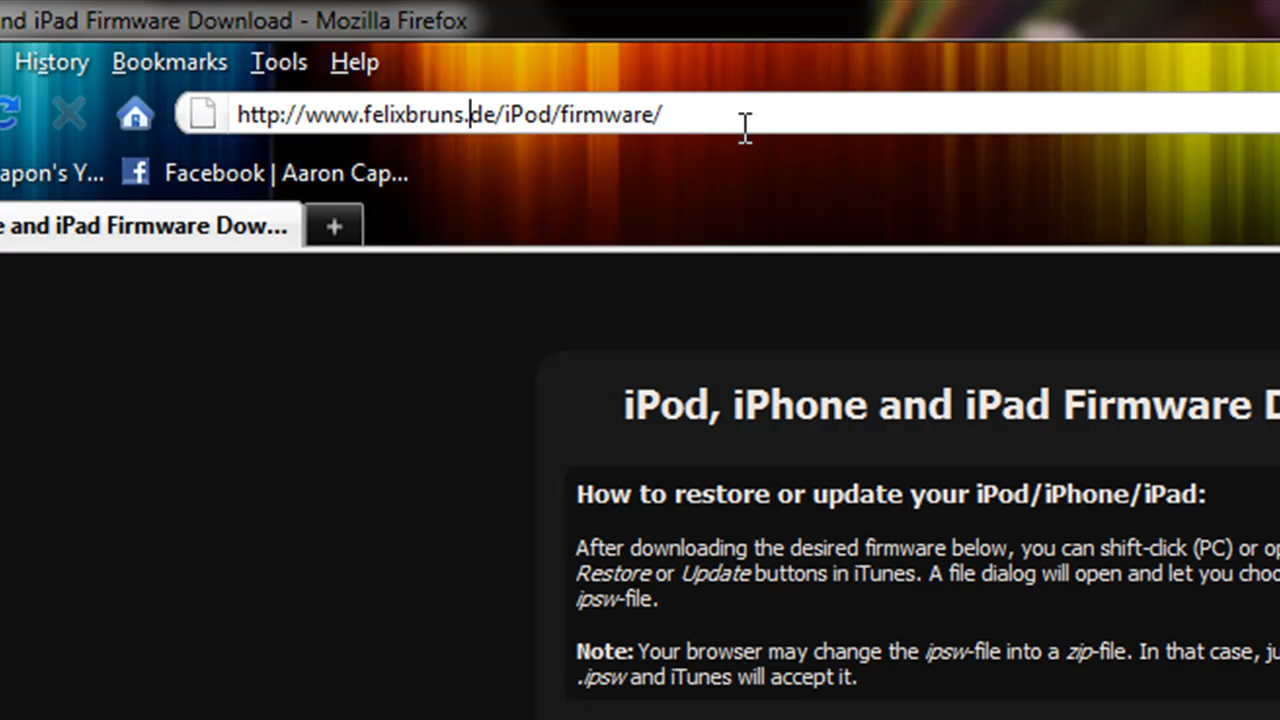 nd iPad Firmware Download - Mozilla Firefox
History Bookmarks Tools Help
http://www.felixbruns.de/iPod/firmware/
apon's Y... Facebook | Aaron Cap...
e and iPad Firmware Dow...
iPod, iPhone and iPad Firmware D
How to restore or update your iPod/iPhone/iPad:
After downloading the desired firmware below, you can shift-click (PC) or op
Restore or Update buttons in iTunes. A file dialog will open and let you choo
ipsw-file.
Note: Your browser may change the ipsw-file into a zip-file. In that case, ju
.ipsw and iTunes will accept it.